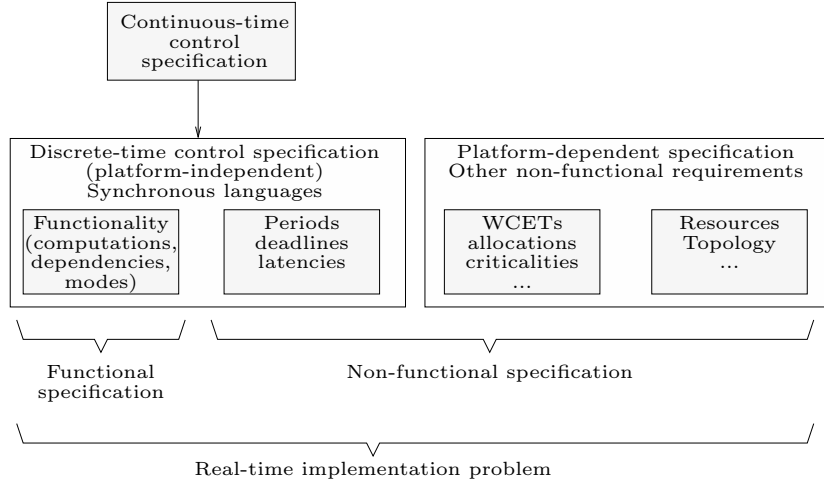 Continuous-time
control
specification
Discrete-time control specification
(platform-independent)
Synchronous languages
Functionality
(computations,
dependencies,
modes)
Periods
deadlines
latencies
Platform-dependent specification
Other non-functional requirements
WCETs
allocations
criticalities
...
Resources
Topology
...
Functional
specification
Non-functional specification
Real-time implementation problem